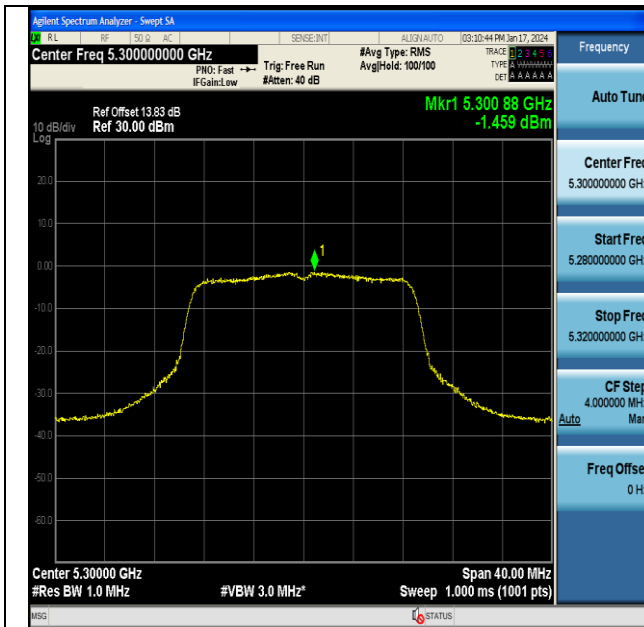 Agilent Spectrum Analyzer - Swept SA
RL RF 50 Ω AC SENSE:INT ALIGN AUTO 03:10:44 PM Jan 17, 2024
Center Freq 5.300000000 GHz
PNO: Fast
IFGain:Low
Trig: Free Run
#Atten: 40 dB
#Avg Type: RMS
Avg|Hold: 100/100
TRACE 1 2 3 4 5 6
TYPE A
DET A A A A A A
Frequency
Mkr1 5.300 88 GHz
-1.459 dBm
Ref Offset 13.83 dB
Ref 30.00 dBm
10 dB/div
Log
20.0
10.0
0.00
-10.0
-20.0
-30.0
-40.0
-50.0
-60.0
1
Auto Tune
Center Freq
5.300000000 GH
Start Freq
5.280000000 GH
Stop Freq
5.320000000 GH
CF Step
4.000000 MH
Auto Man
Freq Offse
0 H
Center 5.30000 GHz
Span 40.00 MHz
#Res BW 1.0 MHz
#VBW 3.0 MHz*
Sweep 1.000 ms (1001 pts)
MSG
STATUS